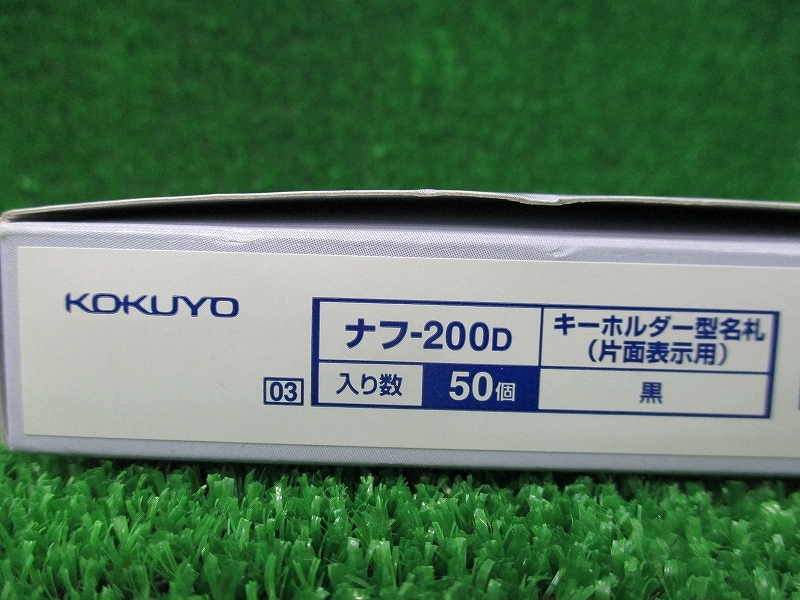 KOKUYO
03
ナフ-200D
キーホルダー型名札
(片面表示用)
入り数
50個
黒